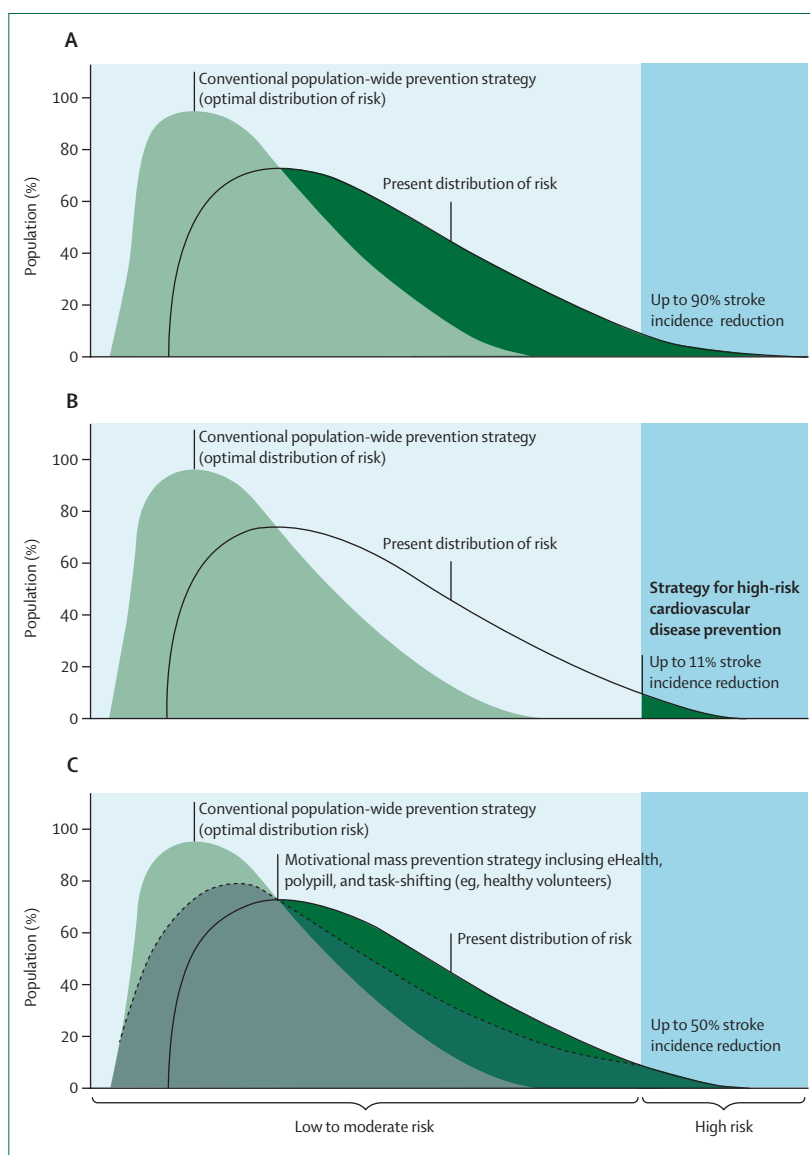 A
Conventional population-wide prevention strategy
(optimal distribution of risk)
Present distribution of risk
Up to 90% stroke
incidence reduction
Population (%)
100
80
60
40
20
0
B
Conventional population-wide prevention strategy
(optimal distribution of risk)
Present distribution of risk
Strategy for high-risk
cardiovascular
disease prevention
Up to 11% stroke
incidence reduction
Population (%)
100
80
60
40
20
0
C
Conventional population-wide prevention strategy
(optimal distribution risk)
Motivational mass prevention strategy inclusing eHealth,
polypill, and task-shifting (eg, healthy volunteers)
Present distribution of risk
Up to 50% stroke
incidence reduction
Population (%)
100
80
60
40
20
0
Low to moderate risk
High risk